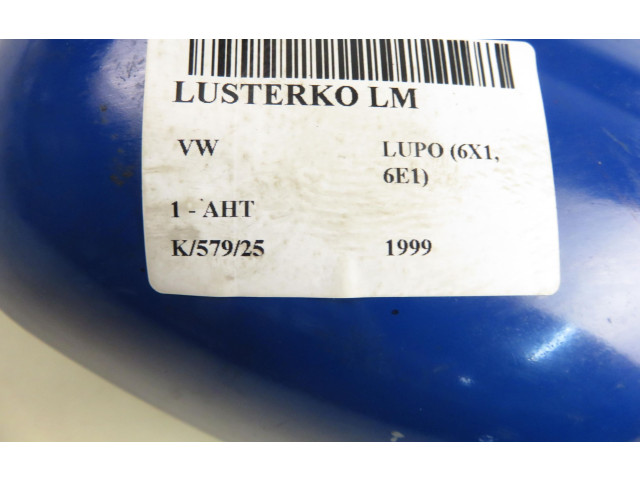 LUSTERKO LM
VW LUPO (6X1,
6E1)
1 - AHT
K/579/25 1999